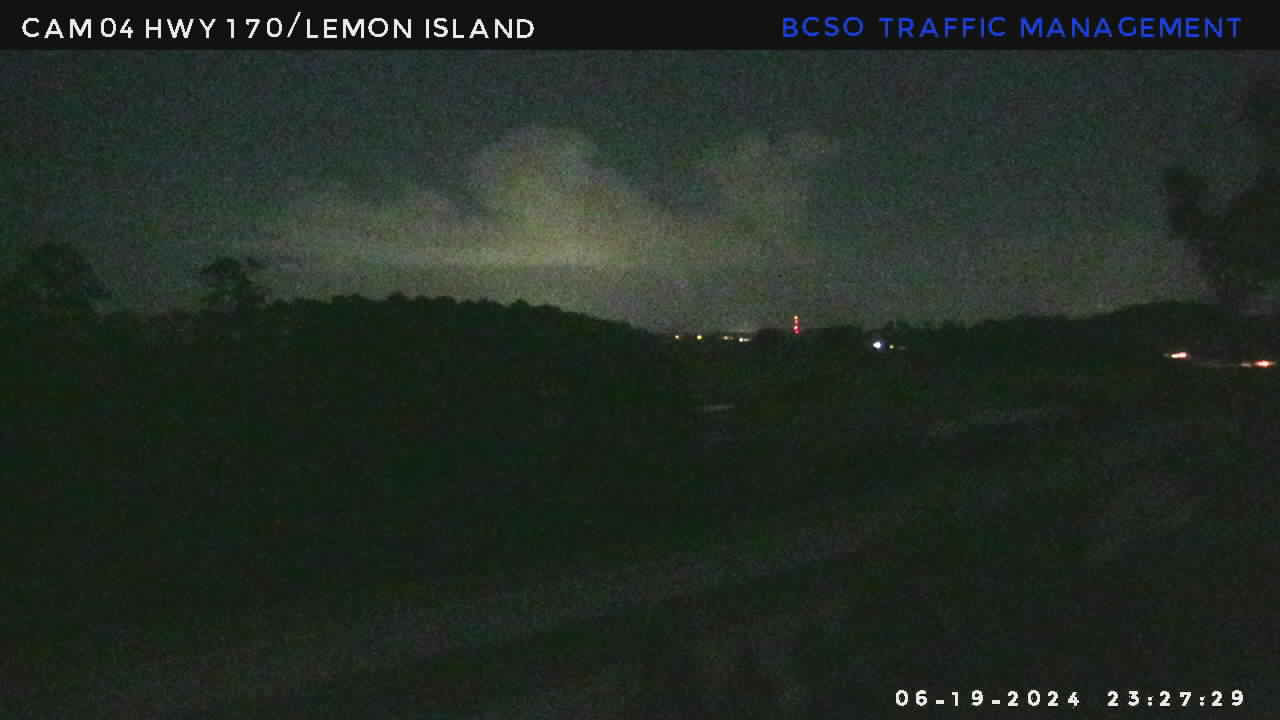 CAM04 HWY 170/LEMON ISLAND
BCSO TRAFFIC MANAGEMENT
06-19-2024 23:27:29